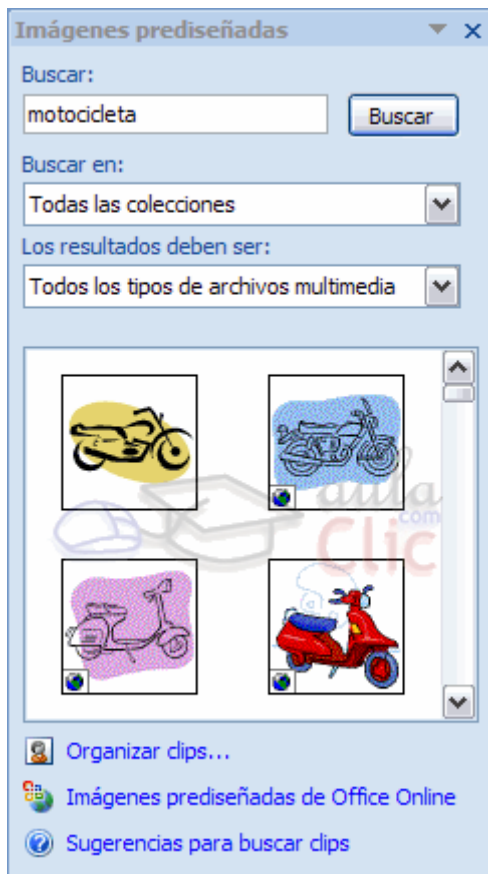 Imágenes prediseñadas
Buscar:
motocicleta
Buscar
Buscar en:
Todas las colecciones
Los resultados deben ser:
Todos los tipos de archivos multimedia
aula
.com
Clic
Organizar clips...
Imágenes prediseñadas de Office Online
Sugerencias para buscar clips